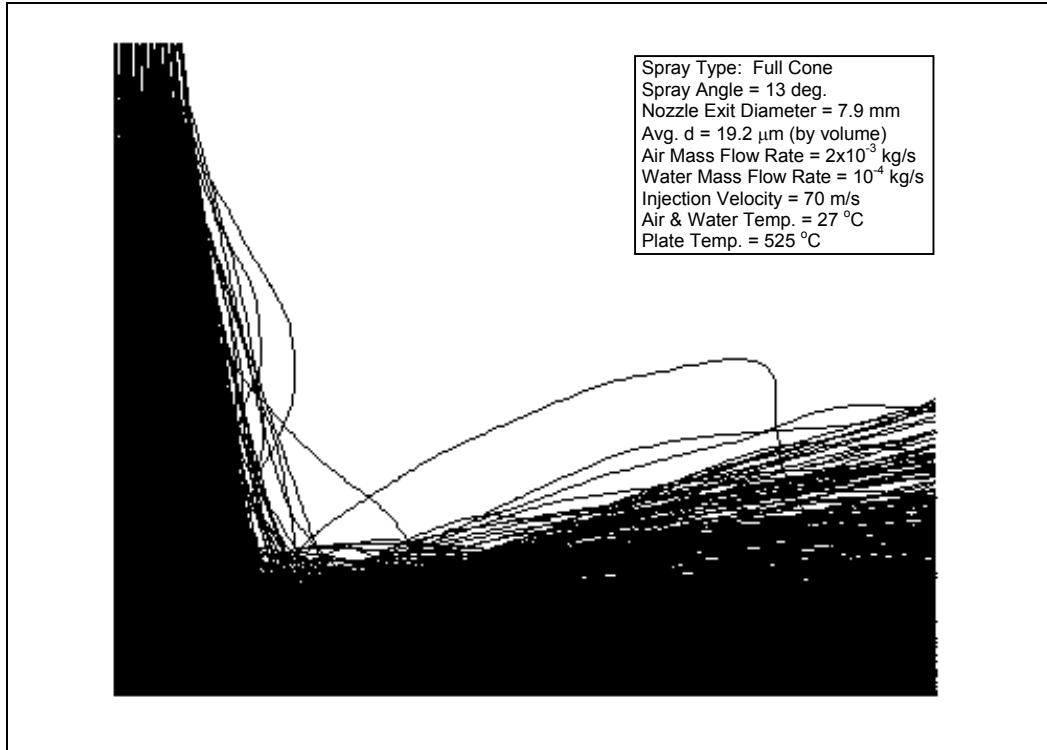 Spray Type:  Full Cone
Spray Angle = 13 deg.
Nozzle Exit Diameter = 7.9 mm
Avg. d = 19.2 μm (by volume)
Air Mass Flow Rate = 2x10⁻³ kg/s
Water Mass Flow Rate = 10⁻⁴ kg/s
Injection Velocity = 70 m/s
Air & Water Temp. = 27 °C
Plate Temp. = 525 °C